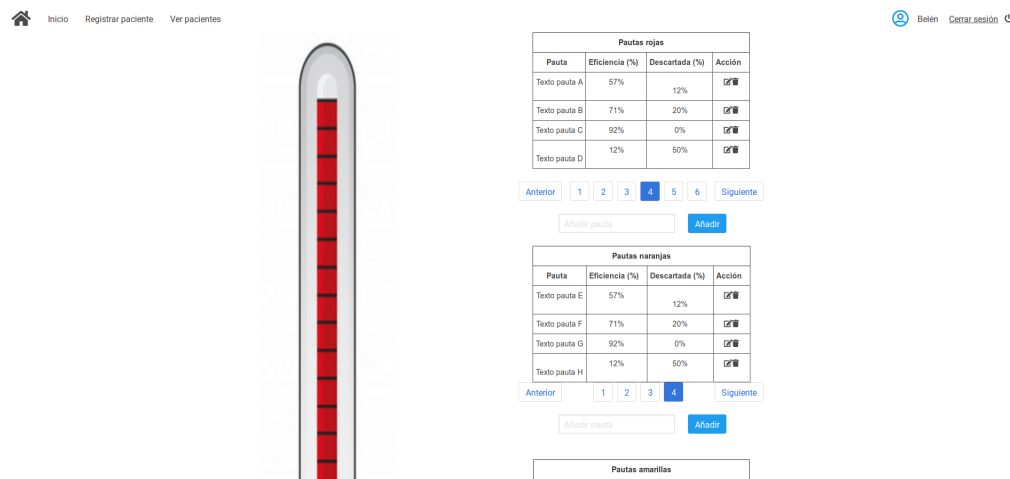 Inicio Registrar paciente Ver pacientes Belén Cerrar sesión
Pautas rojas
Pauta Eficiencia (%) Descartada (%) Acción
Texto pauta A 57% 12%
Texto pauta B 71% 20%
Texto pauta C 92% 0%
Texto pauta D 12% 50%
Anterior 1 2 3 4 5 6 Siguiente
Añadir pauta Añadir
Pautas naranjas
Pauta Eficiencia (%) Descartada (%) Acción
Texto pauta E 57% 12%
Texto pauta F 71% 20%
Texto pauta G 92% 0%
Texto pauta H 12% 50%
Anterior 1 2 3 4 Siguiente
Añadir pauta Añadir
Pautas amarillas